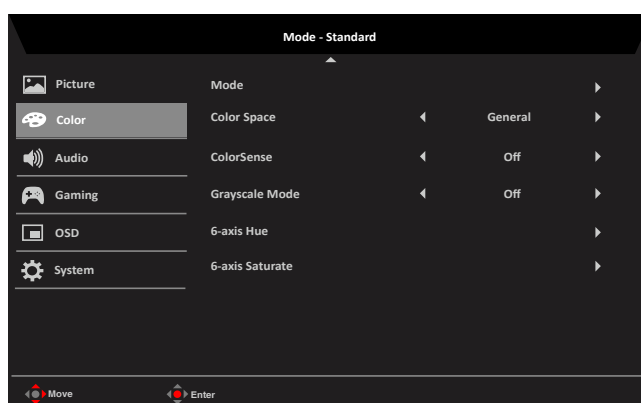 Mode - Standard
Picture
Mode
Color
Color Space General
Audio
ColorSense Off
Gaming
Grayscale Mode Off
OSD
6-axis Hue
System
6-axis Saturate
Move Enter